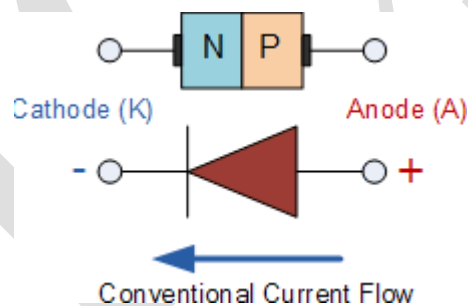 N P
Cathode (K) Anode (A)
- +
Conventional Current Flow